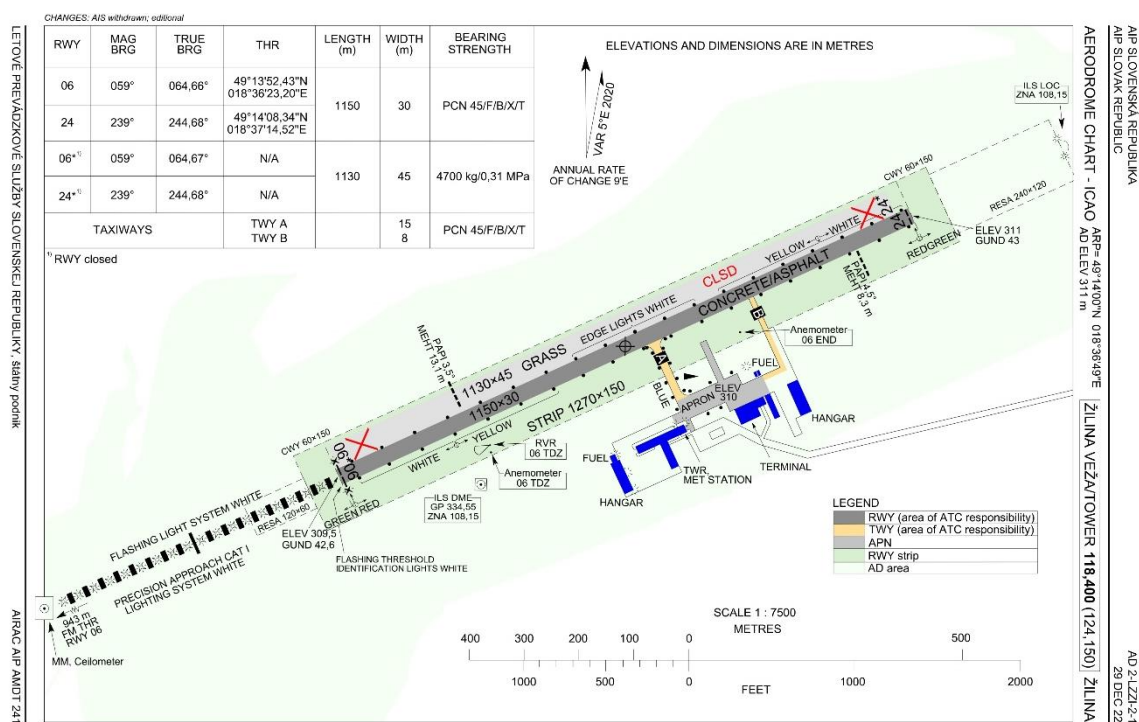 CHANGES: AIS withdrawn; editional
RWY
MAG BRG
TRUE BRG
THR
LENGTH (m)
WIDTH (m)
BEARING STRENGTH
06
059°
064,66°
49°13'52,43"N
018°36'23,20"E
1150
30
PCN 45/F/B/X/T
24
239°
244,68°
49°14'08,34"N
018°37'14,52"E
06*¹⁾
059°
064,67°
N/A
1130
45
4700 kg/0,31 MPa
24*¹⁾
239°
244,68°
N/A
TAXIWAYS
TWY A
TWY B
15
8
PCN 45/F/B/X/T
¹⁾ RWY closed
ELEVATIONS AND DIMENSIONS ARE IN METRES
VAR 5°E 2020
ANNUAL RATE
OF CHANGE 9'E
ILS LOC
ZNA 108,15
CWY 60×150
RESA 240×120
24*
24
ELEV 311
GUND 43
REDGREEN
YELLOW
WHITE
CLSD
CONCRETE/ASPHALT
PAPI 4,5°
MEHT 8,3 m
EDGE LIGHTS WHITE
B
Anemometer
06 END
PAPI 3,5°
MEHT 13,1 m
1130×45 GRASS
A
FUEL
BLUE
ELEV
310
APRON
HANGAR
1150×30
STRIP 1270×150
CWY 60×150
06*
06
WHITE
YELLOW
RVR
06 TDZ
Anemometer
06 TDZ
FUEL
TWR,
MET STATION
TERMINAL
HANGAR
ILS DME
GP 334,55
ZNA 108,15
FLASHING LIGHT SYSTEM WHITE
RESA 120×60
GREEN RED
ELEV 309,5
GUND 42,6
FLASHING THRESHOLD
IDENTIFICATION LIGHTS WHITE
PRECISION APPROACH CAT I
LIGHTING SYSTEM WHITE
943 m
FM THR
RWY 06
MM, Ceilometer
LEGEND
RWY (area of ATC responsibility)
TWY (area of ATC responsibility)
APN
RWY strip
AD area
SCALE 1 : 7500
METRES
400 300 200 100 0 500
1000 500 0 1000 2000
FEET
LETOVÉ PREVÁDZKOVÉ SLUŽBY SLOVENSKEJ REPUBLIKY, štátny podnik
AIRAC AIP AMDT 241
AIP SLOVENSKÁ REPUBLIKA
AIP SLOVAK REPUBLIC
AD 2-LZZI-2-1
29 DEC 22
AERODROME CHART - ICAO
ARP= 49°14'00"N 018°36'49"E
AD ELEV 311 m
ŽILINA VEŽA/TOWER 118,400 (124,150)
ŽILINA